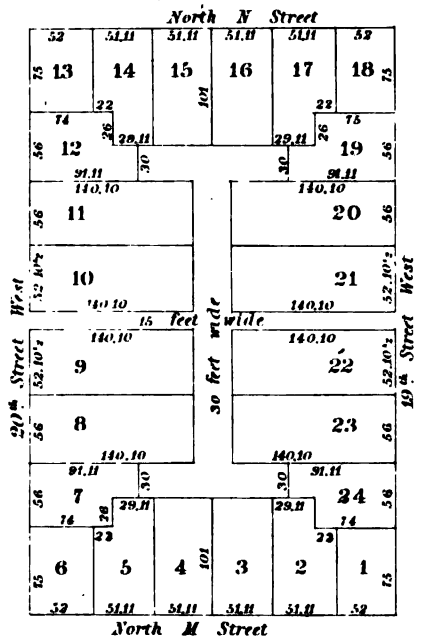 North N Street
52 51,11 51,11 51,11 51,11 52
75 13 14 15 16 17 18 75
101
74 22 22 75
26 26
29,11 29,11
56 12 30 30 19 56
91,11 91,11
140,10 140,10
11 56 20 56
56
10 21
52.10½ 52.10½
140,10 140,10
15 feet wide
30 feet wide
20th Street West
19th Street West
140,10 140,10
9 22
52.10½ 52.10½
56 8 23 56
140,10 140,10
91,11 91,11
56 7 30 30 24 56
26 29,11 29,11
74 74
22 22
75 6 5 4 101 3 2 1 75
52 51,11 51,11 51,11 51,11 52
North M Street